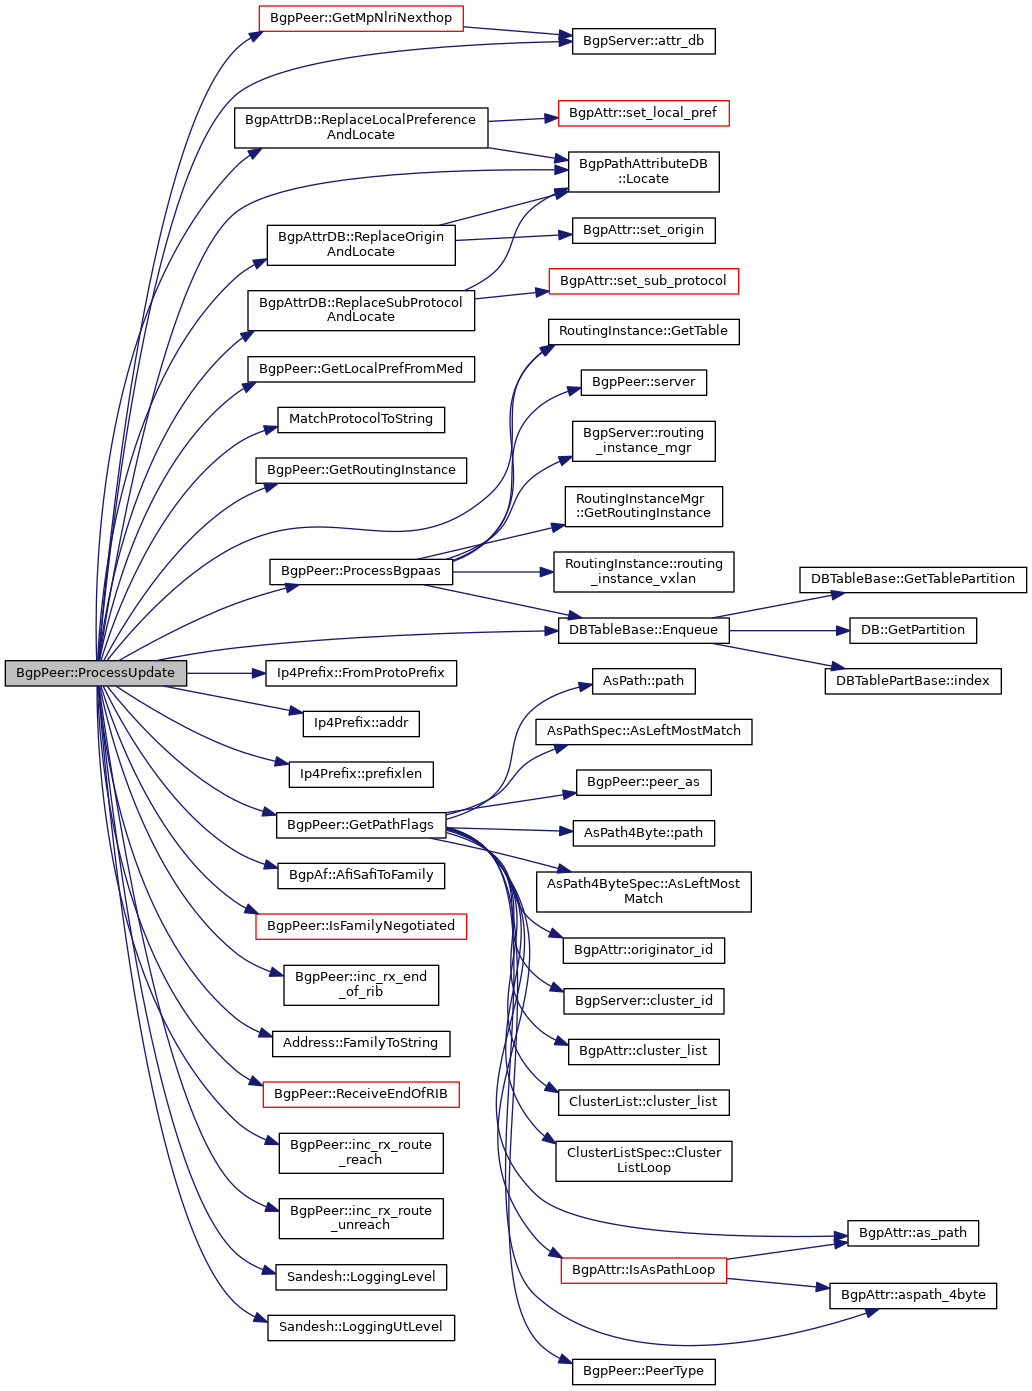 BgpPeer::GetMpNlriNexthop
BgpServer::attr_db
BgpAttrDB::ReplaceLocalPreference
AndLocate
BgpAttr::set_local_pref
BgpPathAttributeDB
::Locate
BgpAttrDB::ReplaceOrigin
AndLocate
BgpAttr::set_origin
BgpAttrDB::ReplaceSubProtocol
AndLocate
BgpAttr::set_sub_protocol
RoutingInstance::GetTable
BgpPeer::GetLocalPrefFromMed
BgpPeer::server
MatchProtocolToString
BgpServer::routing
_instance_mgr
BgpPeer::GetRoutingInstance
RoutingInstanceMgr
::GetRoutingInstance
BgpPeer::ProcessBgpaas
RoutingInstance::routing
_instance_vxlan
DBTableBase::GetTablePartition
DBTableBase::Enqueue
DB::GetPartition
BgpPeer::ProcessUpdate
Ip4Prefix::FromProtoPrefix
AsPath::path
DBTablePartBase::index
Ip4Prefix::addr
AsPathSpec::AsLeftMostMatch
Ip4Prefix::prefixlen
BgpPeer::peer_as
BgpPeer::GetPathFlags
AsPath4Byte::path
BgpAf::AfiSafiToFamily
AsPath4ByteSpec::AsLeftMost
Match
BgpPeer::IsFamilyNegotiated
BgpAttr::originator_id
BgpPeer::inc_rx_end
_of_rib
BgpServer::cluster_id
Address::FamilyToString
BgpAttr::cluster_list
BgpPeer::ReceiveEndOfRIB
ClusterList::cluster_list
BgpPeer::inc_rx_route
_reach
ClusterListSpec::Cluster
ListLoop
BgpPeer::inc_rx_route
_unreach
BgpAttr::as_path
Sandesh::LoggingLevel
BgpAttr::IsAsPathLoop
BgpAttr::aspath_4byte
Sandesh::LoggingUtLevel
BgpPeer::PeerType